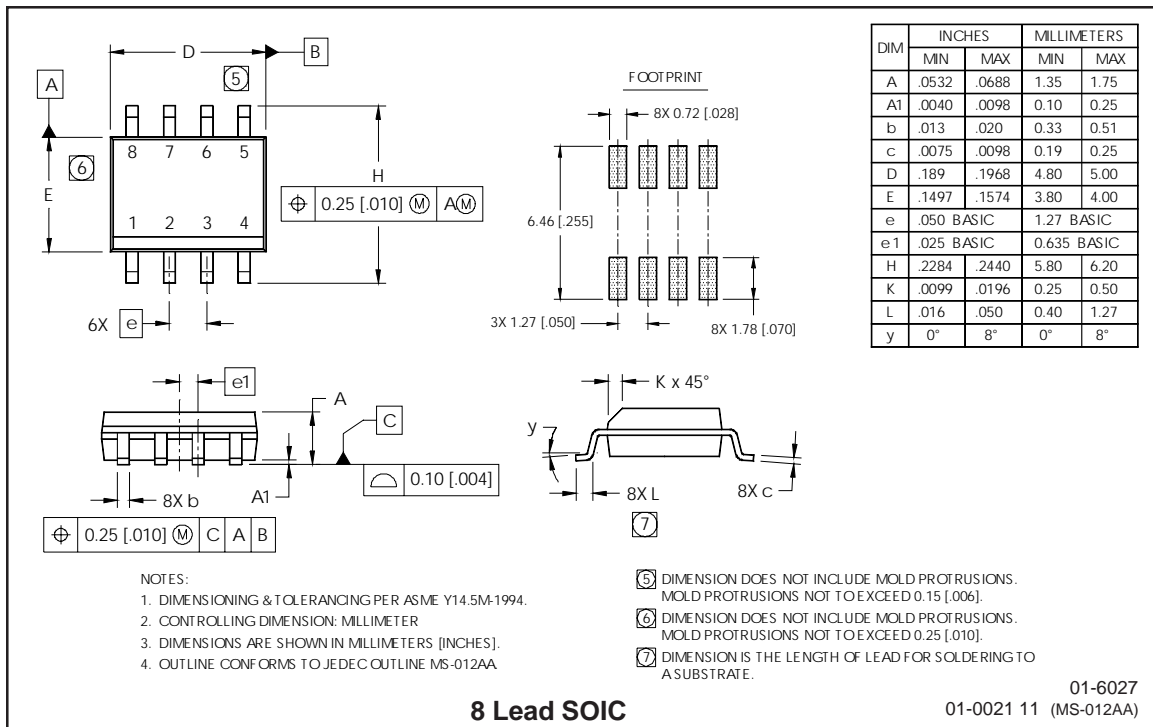 D
B
A
5
8 7 6 5
6
E
H
⌖ 0.25 [.010] Ⓜ AⓂ
1 2 3 4
6X e
FOOTPRINT
8X 0.72 [.028]
6.46 [.255]
3X 1.27 [.050]
8X 1.78 [.070]
DIM INCHES MILLIMETERS
MIN MAX MIN MAX
A .0532 .0688 1.35 1.75
A1 .0040 .0098 0.10 0.25
b .013 .020 0.33 0.51
c .0075 .0098 0.19 0.25
D .189 .1968 4.80 5.00
E .1497 .1574 3.80 4.00
e .050 BASIC 1.27 BASIC
e1 .025 BASIC 0.635 BASIC
H .2284 .2440 5.80 6.20
K .0099 .0196 0.25 0.50
L .016 .050 0.40 1.27
y 0° 8° 0° 8°
e1
A
C
0.10 [.004]
A1
8X b
⌖ 0.25 [.010] Ⓜ C A B
K x 45°
y
8X L
7
8X c
NOTES:
1. DIMENSIONING & TOLERANCING PER ASME Y14.5M-1994.
2. CONTROLLING DIMENSION: MILLIMETER
3. DIMENSIONS ARE SHOWN IN MILLIMETERS [INCHES].
4. OUTLINE CONFORMS TO JEDEC OUTLINE MS-012AA.
5 DIMENSION DOES NOT INCLUDE MOLD PROTRUSIONS.
MOLD PROTRUSIONS NOT TO EXCEED 0.15 [.006].
6 DIMENSION DOES NOT INCLUDE MOLD PROTRUSIONS.
MOLD PROTRUSIONS NOT TO EXCEED 0.25 [.010].
7 DIMENSION IS THE LENGTH OF LEAD FOR SOLDERING TO
A SUBSTRATE.
8 Lead SOIC
01-6027
01-0021 11 (MS-012AA)